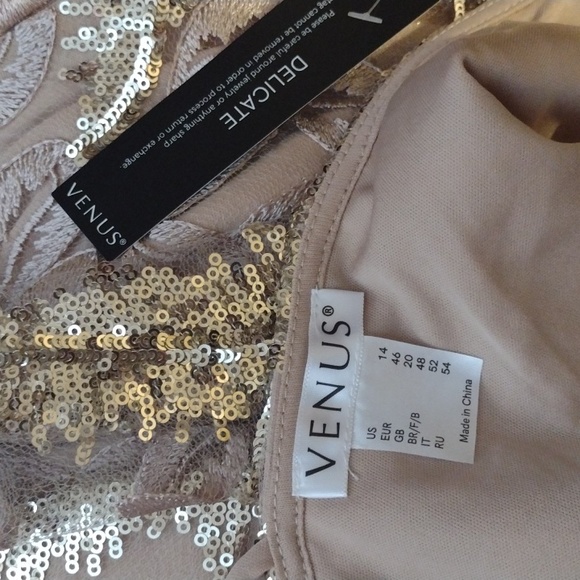 DELICATE
Please be careful around jewelry or anything sharp
tag cannot be removed in order to process return or exchange.
VENUS®
VENUS®
US 14
EUR 46
GB 20
BR/F/B 48
IT 52
RU 54
Made in China